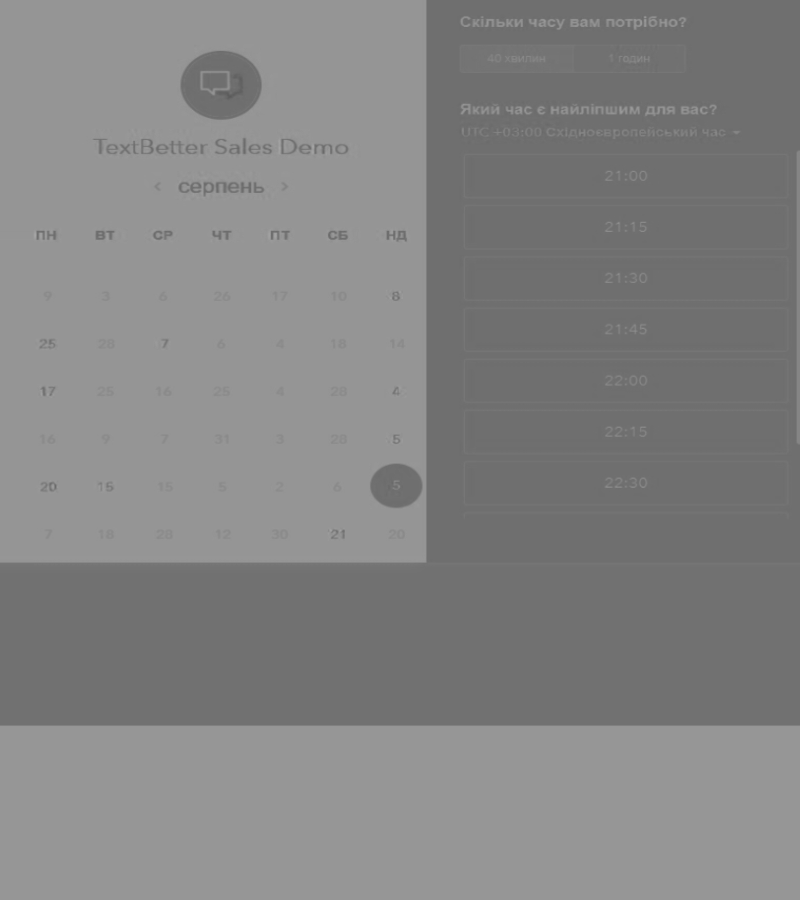 TextBetter Sales Demo
< серпень >
ПН ВТ СР ЧТ ПТ СБ НД
9 3 6 26 17 10 8
25 28 7 6 4 18 14
17 25 16 25 4 28 4
16 9 7 31 3 28 5
20 15 15 5 2 6 5
7 18 28 12 30 21 20
Скільки часу вам потрібно?
40 хвилин 1 годин
Який час є найліпшим для вас?
UTC +03:00 Східноєвропейський час
21:00
21:15
21:30
21:45
22:00
22:15
22:30